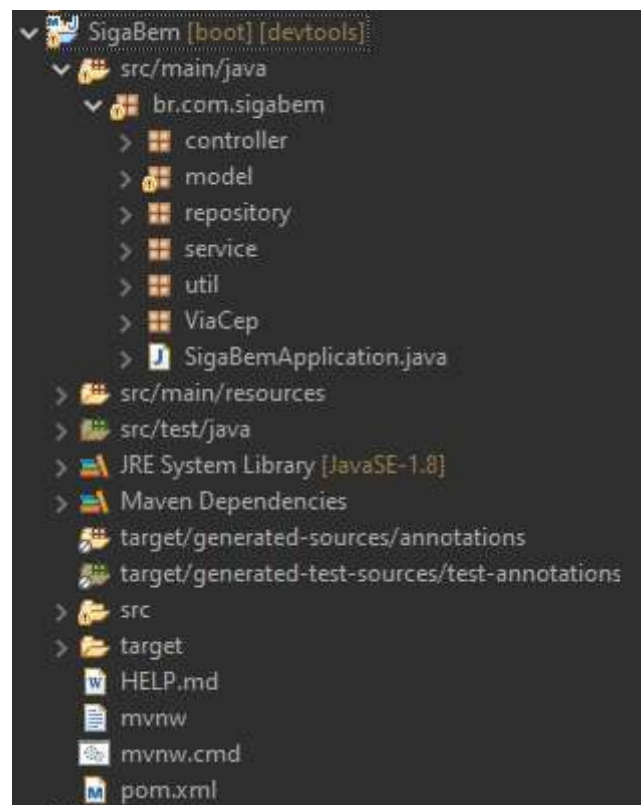 SigaBem [boot] [devtools]
src/main/java
br.com.sigabem
controller
model
repository
service
util
ViaCep
SigaBemApplication.java
src/main/resources
src/test/java
JRE System Library [JavaSE-1.8]
Maven Dependencies
target/generated-sources/annotations
target/generated-test-sources/test-annotations
src
target
HELP.md
mvnw
mvnw.cmd
pom.xml